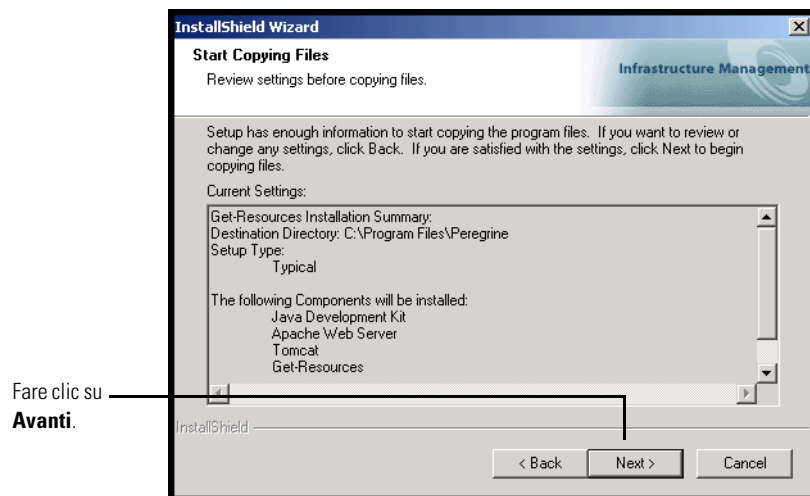 InstallShield Wizard
Start Copying Files
Review settings before copying files.
Infrastructure Management
Setup has enough information to start copying the program files. If you want to review or
change any settings, click Back. If you are satisfied with the settings, click Next to begin
copying files.
Current Settings:
Get-Resources Installation Summary:
Destination Directory: C:\Program Files\Peregrine
Setup Type:
Typical
The following Components will be installed:
Java Development Kit
Apache Web Server
Tomcat
Get-Resources
Fare clic su
Avanti.
InstallShield
< Back
Next >
Cancel